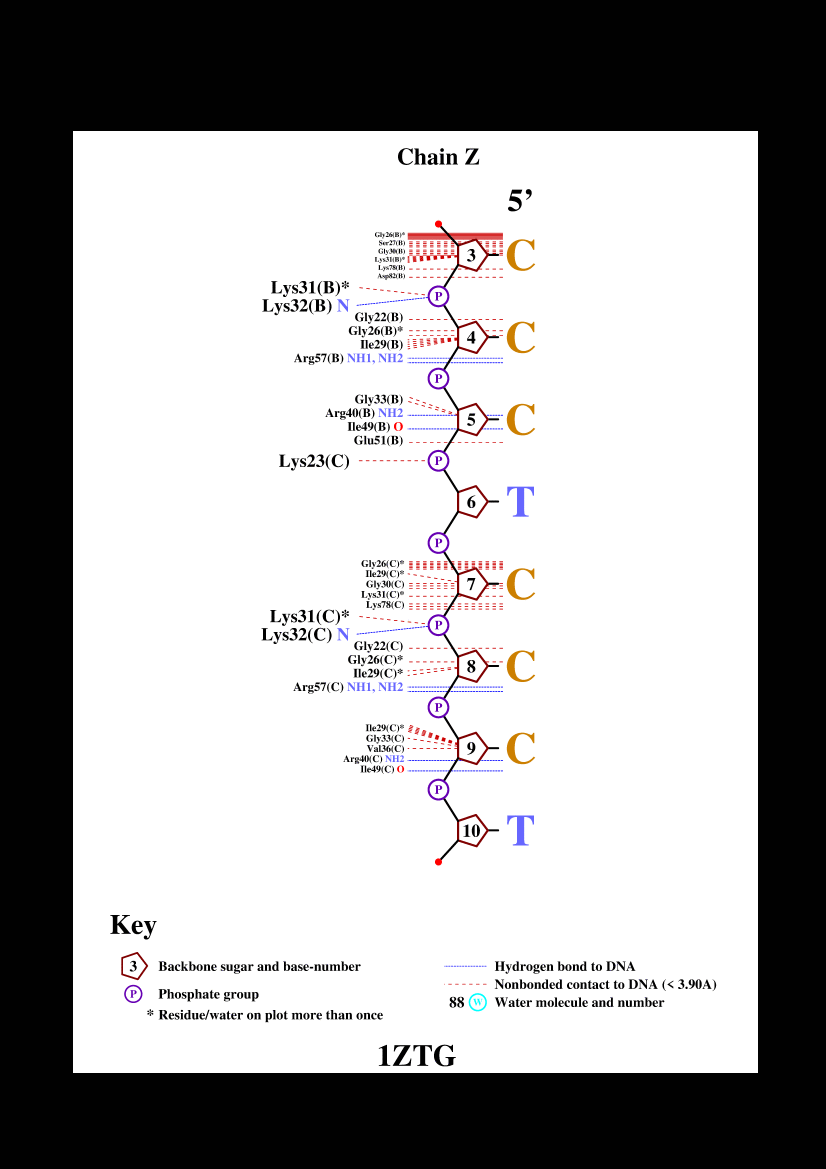 Chain Z
5’
Gly26(B)*
Ser27(B)
Gly30(B)
Lys31(B)*
Lys78(B)
Asp82(B)
3 C
Lys31(B)*
P
Lys32(B) N
Gly22(B)
Gly26(B)*
Ile29(B)
4 C
Arg57(B) NH1, NH2
P
Gly33(B)
Arg40(B) NH2
5 C
Ile49(B) O
Glu51(B)
Lys23(C) P
6 T
P
Gly26(C)*
Ile29(C)*
Gly30(C)
7 C
Lys31(C)*
Lys78(C)
Lys31(C)*
P
Lys32(C) N
Gly22(C)
Gly26(C)*
8 C
Ile29(C)*
Arg57(C) NH1, NH2
P
Ile29(C)*
Gly33(C)
Val36(C)
9 C
Arg40(C) NH2
Ile49(C) O
P
10 T
Key
3 Backbone sugar and base-number
P Phosphate group
* Residue/water on plot more than once
Hydrogen bond to DNA
Nonbonded contact to DNA (< 3.90A)
88 W Water molecule and number
1ZTG